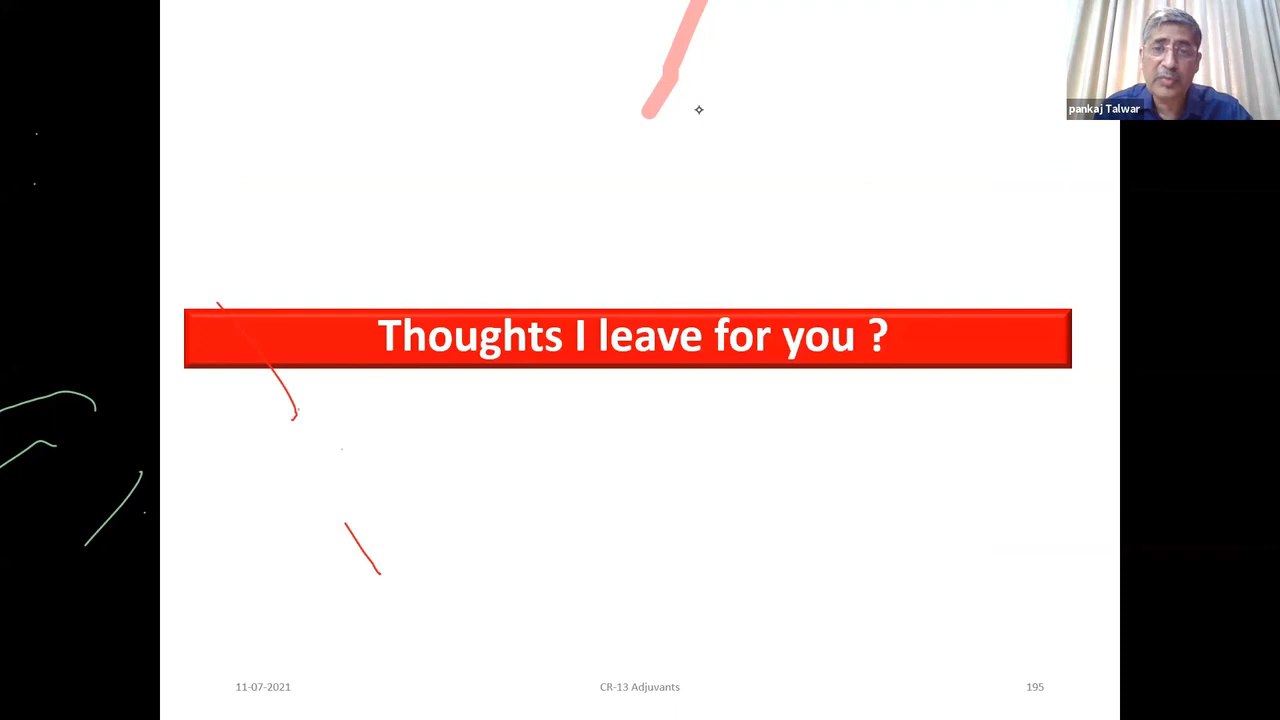 pankaj Talwar
Thoughts I leave for you ?
11-07-2021
CR-13 Adjuvants
195